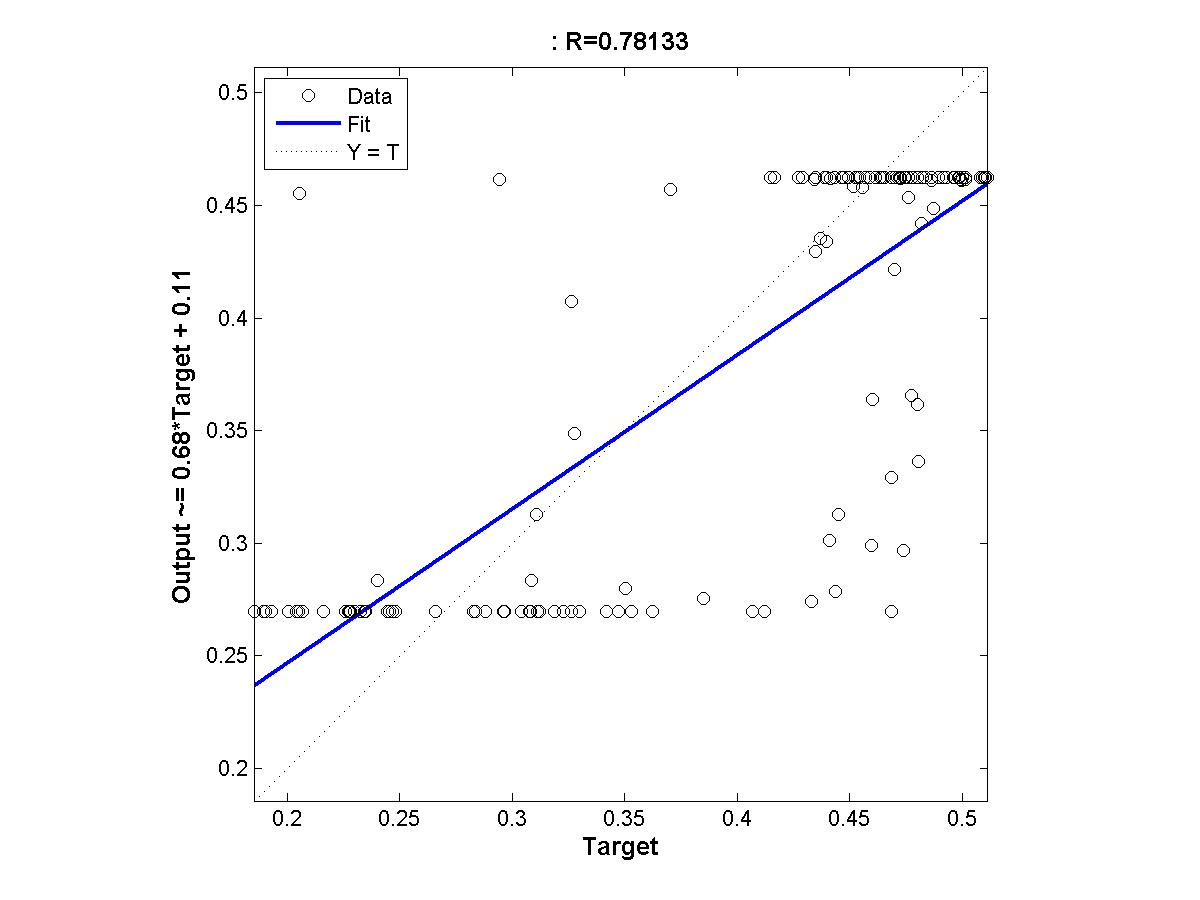 : R=0.78133
Data
Fit
Y = T
Output ~= 0.68*Target + 0.11
0.5
0.45
0.4
0.35
0.3
0.25
0.2
0.2 0.25 0.3 0.35 0.4 0.45 0.5
Target